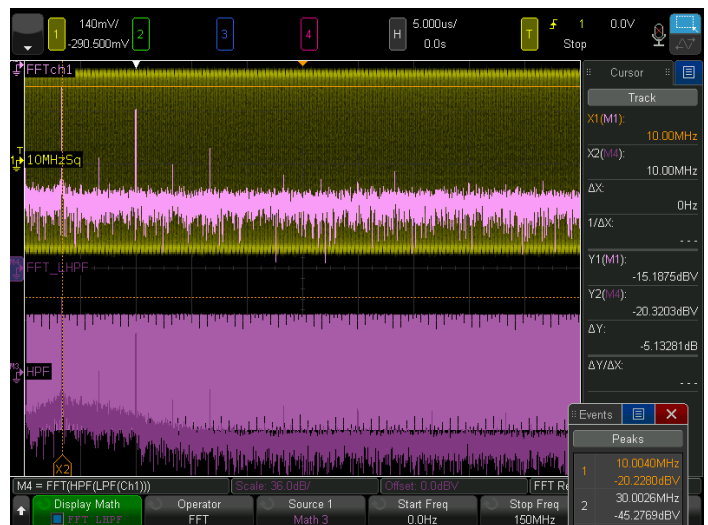 1 140mV/ 2 3 4 H 5.000us/ T 1 0.0V
-290.500mV 0.0s Stop
FFTch1
10MHzSq
FFT_LHPF
HPF
X2
Cursor
Track
X1(M1):
10.00MHz
X2(M4):
10.00MHz
ΔX:
0Hz
1/ΔX:
- - -
Y1(M1):
-15.1875dBV
Y2(M4):
-20.3203dBV
ΔY:
-5.13281dB
ΔY/ΔX:
- - -
Events
Peaks
1 10.0040MHz
-20.2280dBV
2 30.0026MHz
-45.2769dBV
M4 = FFT(HPF(LPF(Ch1))) Scale: 36.0dB/ Offset: 0.0dBV FFT Re
Display Math Operator Source 1 Start Freq Stop Freq
FFT_LHPF FFT Math 3 0.0Hz 150MHz